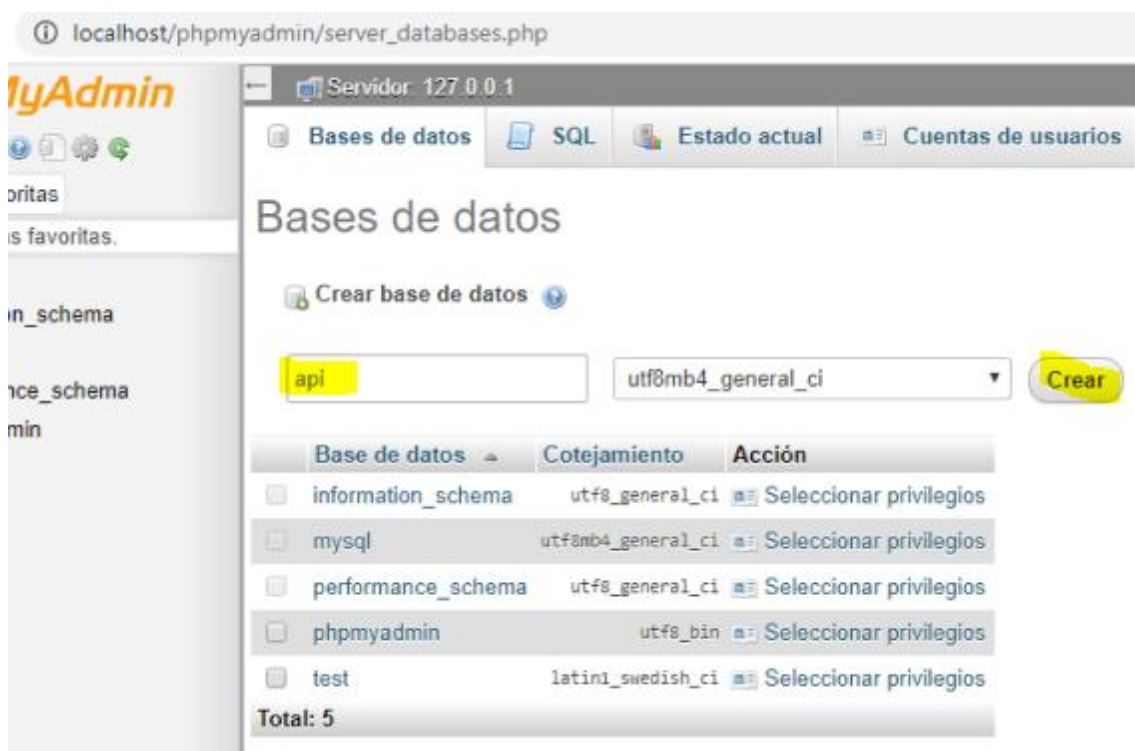 localhost/phpmyadmin/server_databases.php
MyAdmin
Servidor: 127.0.0.1
Bases de datos SQL Estado actual Cuentas de usuarios
oritas
s favoritas.
Bases de datos
Crear base de datos
n_schema
api utf8mb4_general_ci Crear
nce_schema
min
Base de datos Cotejamiento Acción
information_schema utf8_general_ci Seleccionar privilegios
mysql utf8mb4_general_ci Seleccionar privilegios
performance_schema utf8_general_ci Seleccionar privilegios
phpmyadmin utf8_bin Seleccionar privilegios
test latin1_swedish_ci Seleccionar privilegios
Total: 5